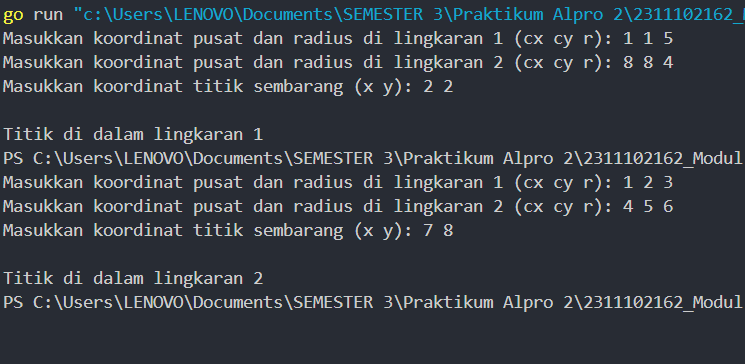 go run "c:\Users\LENOVO\Documents\SEMESTER 3\Praktikum Alpro 2\2311102162_M
Masukkan koordinat pusat dan radius di lingkaran 1 (cx cy r): 1 1 5
Masukkan koordinat pusat dan radius di lingkaran 2 (cx cy r): 8 8 4
Masukkan koordinat titik sembarang (x y): 2 2
Titik di dalam lingkaran 1
PS C:\Users\LENOVO\Documents\SEMESTER 3\Praktikum Alpro 2\2311102162_Modul
Masukkan koordinat pusat dan radius di lingkaran 1 (cx cy r): 1 2 3
Masukkan koordinat pusat dan radius di lingkaran 2 (cx cy r): 4 5 6
Masukkan koordinat titik sembarang (x y): 7 8
Titik di dalam lingkaran 2
PS C:\Users\LENOVO\Documents\SEMESTER 3\Praktikum Alpro 2\2311102162_Modul